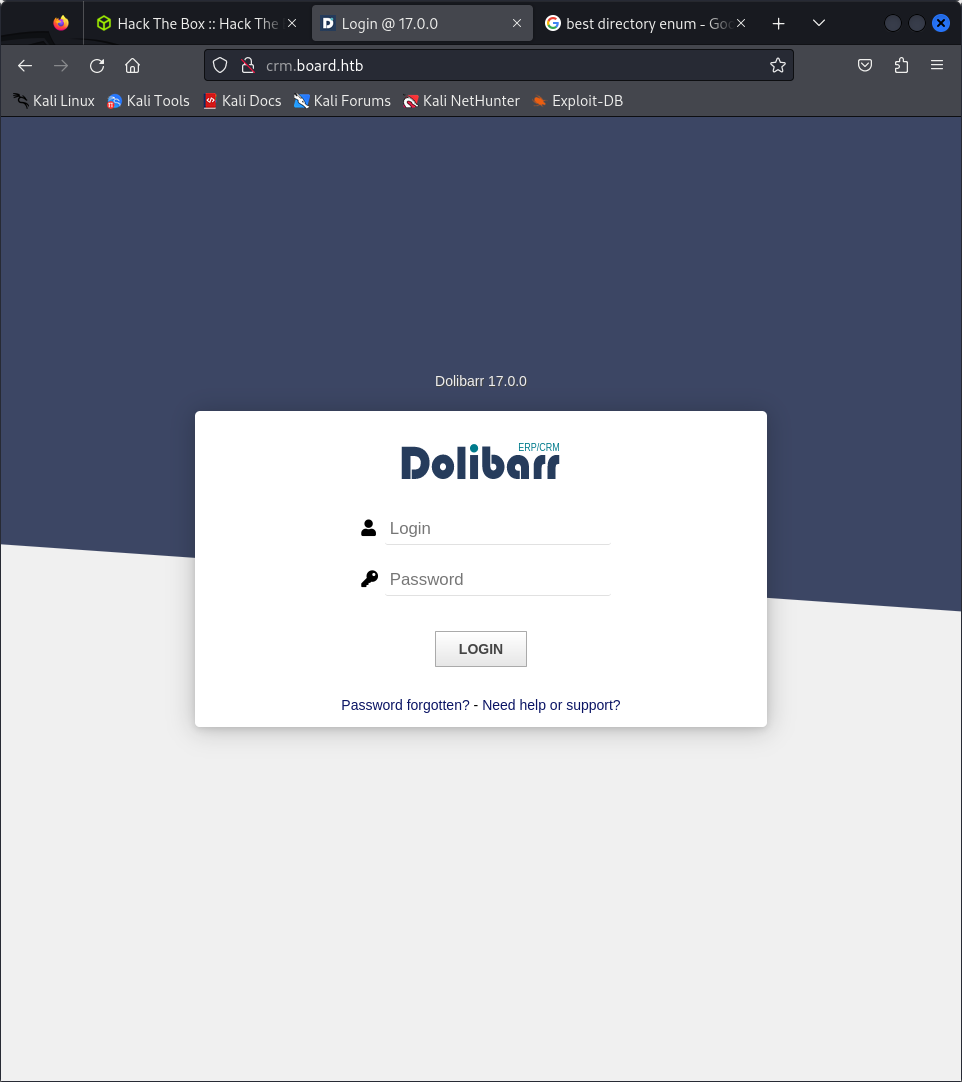 Hack The Box :: Hack The
Login @ 17.0.0
best directory enum - Goo
crm.board.htb
Kali Linux
Kali Tools
Kali Docs
Kali Forums
Kali NetHunter
Exploit-DB
Dolibarr 17.0.0
Dolibarr ERP/CRM
Login
Password
LOGIN
Password forgotten? - Need help or support?